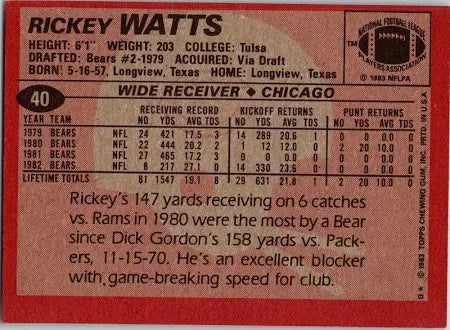 RICKEY WATTS
HEIGHT: 6'1" WEIGHT: 203 COLLEGE: Tulsa
DRAFTED: Bears #2-1979 ACQUIRED: Via Draft
BORN: 5-16-57, Longview, Texas HOME: Longview, Texas
NATIONAL FOOTBALL LEAGUE
PLAYERS ASSOCIATION
TM
© 1983 NFLPA
40
WIDE RECEIVER ◆ CHICAGO
RECEIVING RECORD KICKOFF RETURNS PUNT RETURNS
YEAR TEAM NO YDS AVG TDS NO YDS AVG TDS NO YDS AVG TDS
1979 BEARS NFL 24 421 17.5 3 14 289 20.6 1 0 0 0.0 0
1980 BEARS NFL 22 444 20.2 2 1 12 12.0 0 2 20 10.0 0
1981 BEARS NFL 27 465 17.2 3 0 0 0.0 0 0 0 0.0 0
1982 BEARS NFL 8 217 27.1 0 14 330 23.6 0 0 0 0.0 0
LIFETIME TOTALS 81 1547 19.1 8 29 631 21.8 1 2 20 10.0 0
Rickey's 147 yards receiving on 6 catches
vs. Rams in 1980 were the most by a Bear
since Dick Gordon's 158 yards vs. Pack-
ers, 11-15-70. He's an excellent blocker
with game-breaking speed for club.
D* © 1983 TOPPS CHEWING GUM, INC. PRTD. IN U.S.A.